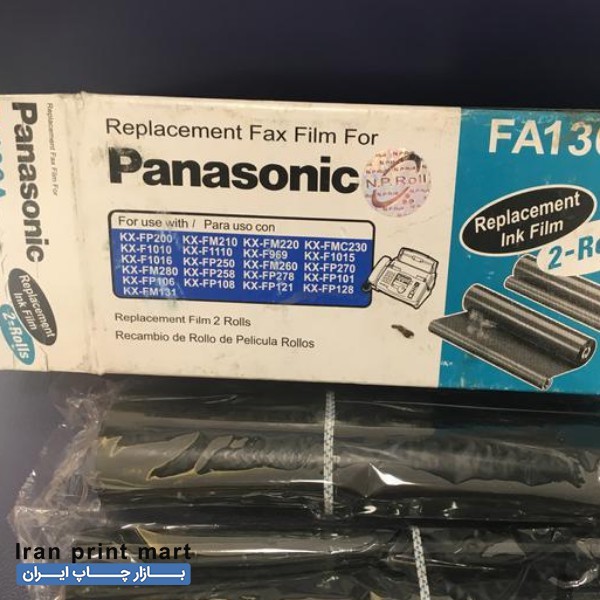 Replacement Fax Film For
Panasonic
Replacement
Ink Film
2-Rolls
Replacement Fax Film For
Panasonic
N.P. Roll
For use with / Para uso con
KX-FP200 KX-FM210 KX-FM220 KX-FMC230
KX-F1010 KX-F1110 KX-F969 KX-F1015
KX-F1016 KX-FP250 KX-FM260 KX-FP270
KX-FM280 KX-FP258 KX-FP278 KX-FP101
KX-FP106 KX-FP108 KX-FP121 KX-FP128
KX-FM131
Replacement Film 2 Rolls
Recambio de Rollo de Pelicula Rollos
FA136
Replacement
Ink Film
2-Ro
Iran print mart
بازار چاپ ایران